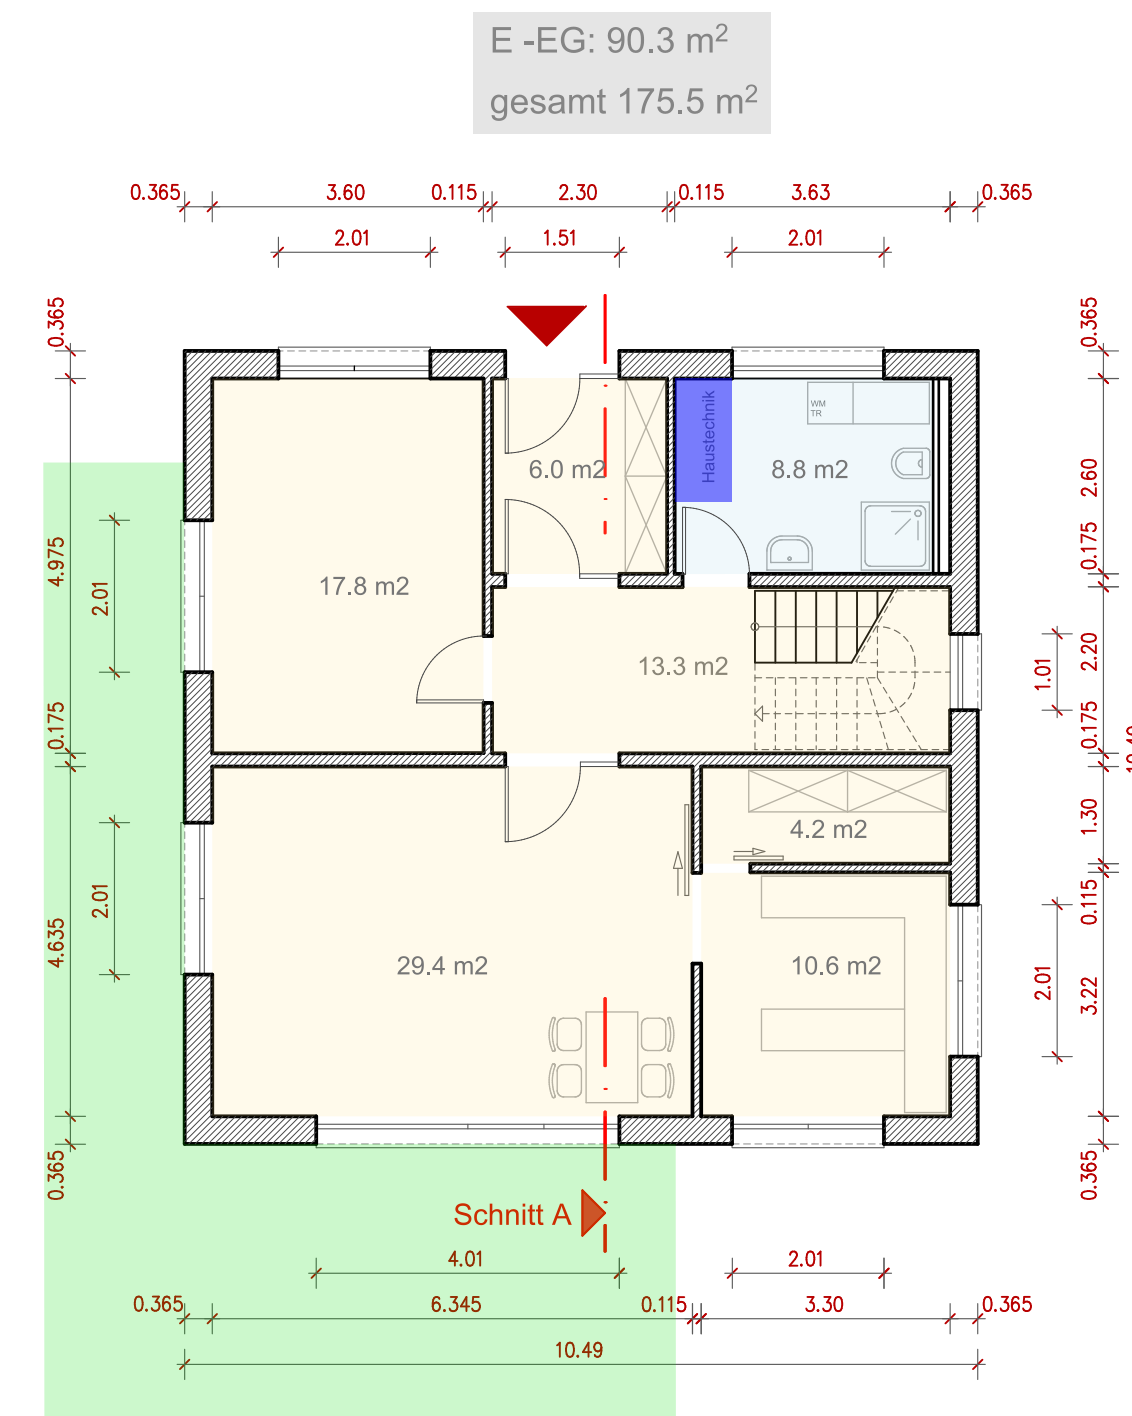 E -EG: 90.3 m²
gesamt 175.5 m²
0.365 3.60 0.115 2.30 0.115 3.63 0.365
2.01 1.51 2.01
0.365
4.975
2.01
0.175
2.01
4.635
0.365
WM
TR
Haustechnik
6.0 m2
8.8 m2
17.8 m2
13.3 m2
4.2 m2
29.4 m2
10.6 m2
0.365
2.60
0.175
2.20
1.01
0.175
1.30
0.115
2.01
3.22
0.365
Schnitt A
4.01 2.01
0.365 6.345 0.115 3.30 0.365
10.49